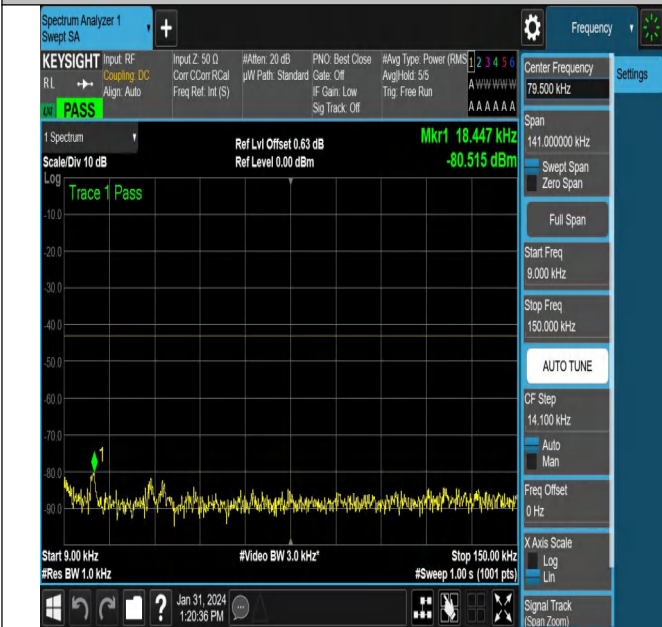 Spectrum Analyzer 1
Swept SA
+
Frequency
KEYSIGHT
RL
PASS
Input: RF
Coupling: DC
Align: Auto
Input Z: 50 Ω
Corr CCorr RCal
Freq Ref: Int (S)
#Atten: 20 dB
µW Path: Standard
PNO: Best Close
Gate: Off
IF Gain: Low
Sig Track: Off
#Avg Type: Power (RMS
Avg|Hold: 5/5
Trig: Free Run
1 2 3 4 5 6
A W W W W W
A A A A A A
1 Spectrum
Scale/Div 10 dB
Ref Lvl Offset 0.63 dB
Ref Level 0.00 dBm
Mkr1 18.447 kHz
-80.515 dBm
Log
Trace 1 Pass
-10.0
-20.0
-30.0
-40.0
-50.0
-60.0
-70.0
-80.0
-90.0
1
Start 9.00 kHz
#Res BW 1.0 kHz
#Video BW 3.0 kHz*
Stop 150.00 kHz
#Sweep 1.00 s (1001 pts)
?
Jan 31, 2024
1:20:36 PM
Center Frequency
79.500 kHz
Settings
Span
141.000000 kHz
Swept Span
Zero Span
Full Span
Start Freq
9.000 kHz
Stop Freq
150.000 kHz
AUTO TUNE
CF Step
14.100 kHz
Auto
Man
Freq Offset
0 Hz
X Axis Scale
Log
Lin
Signal Track
(Span Zoom)